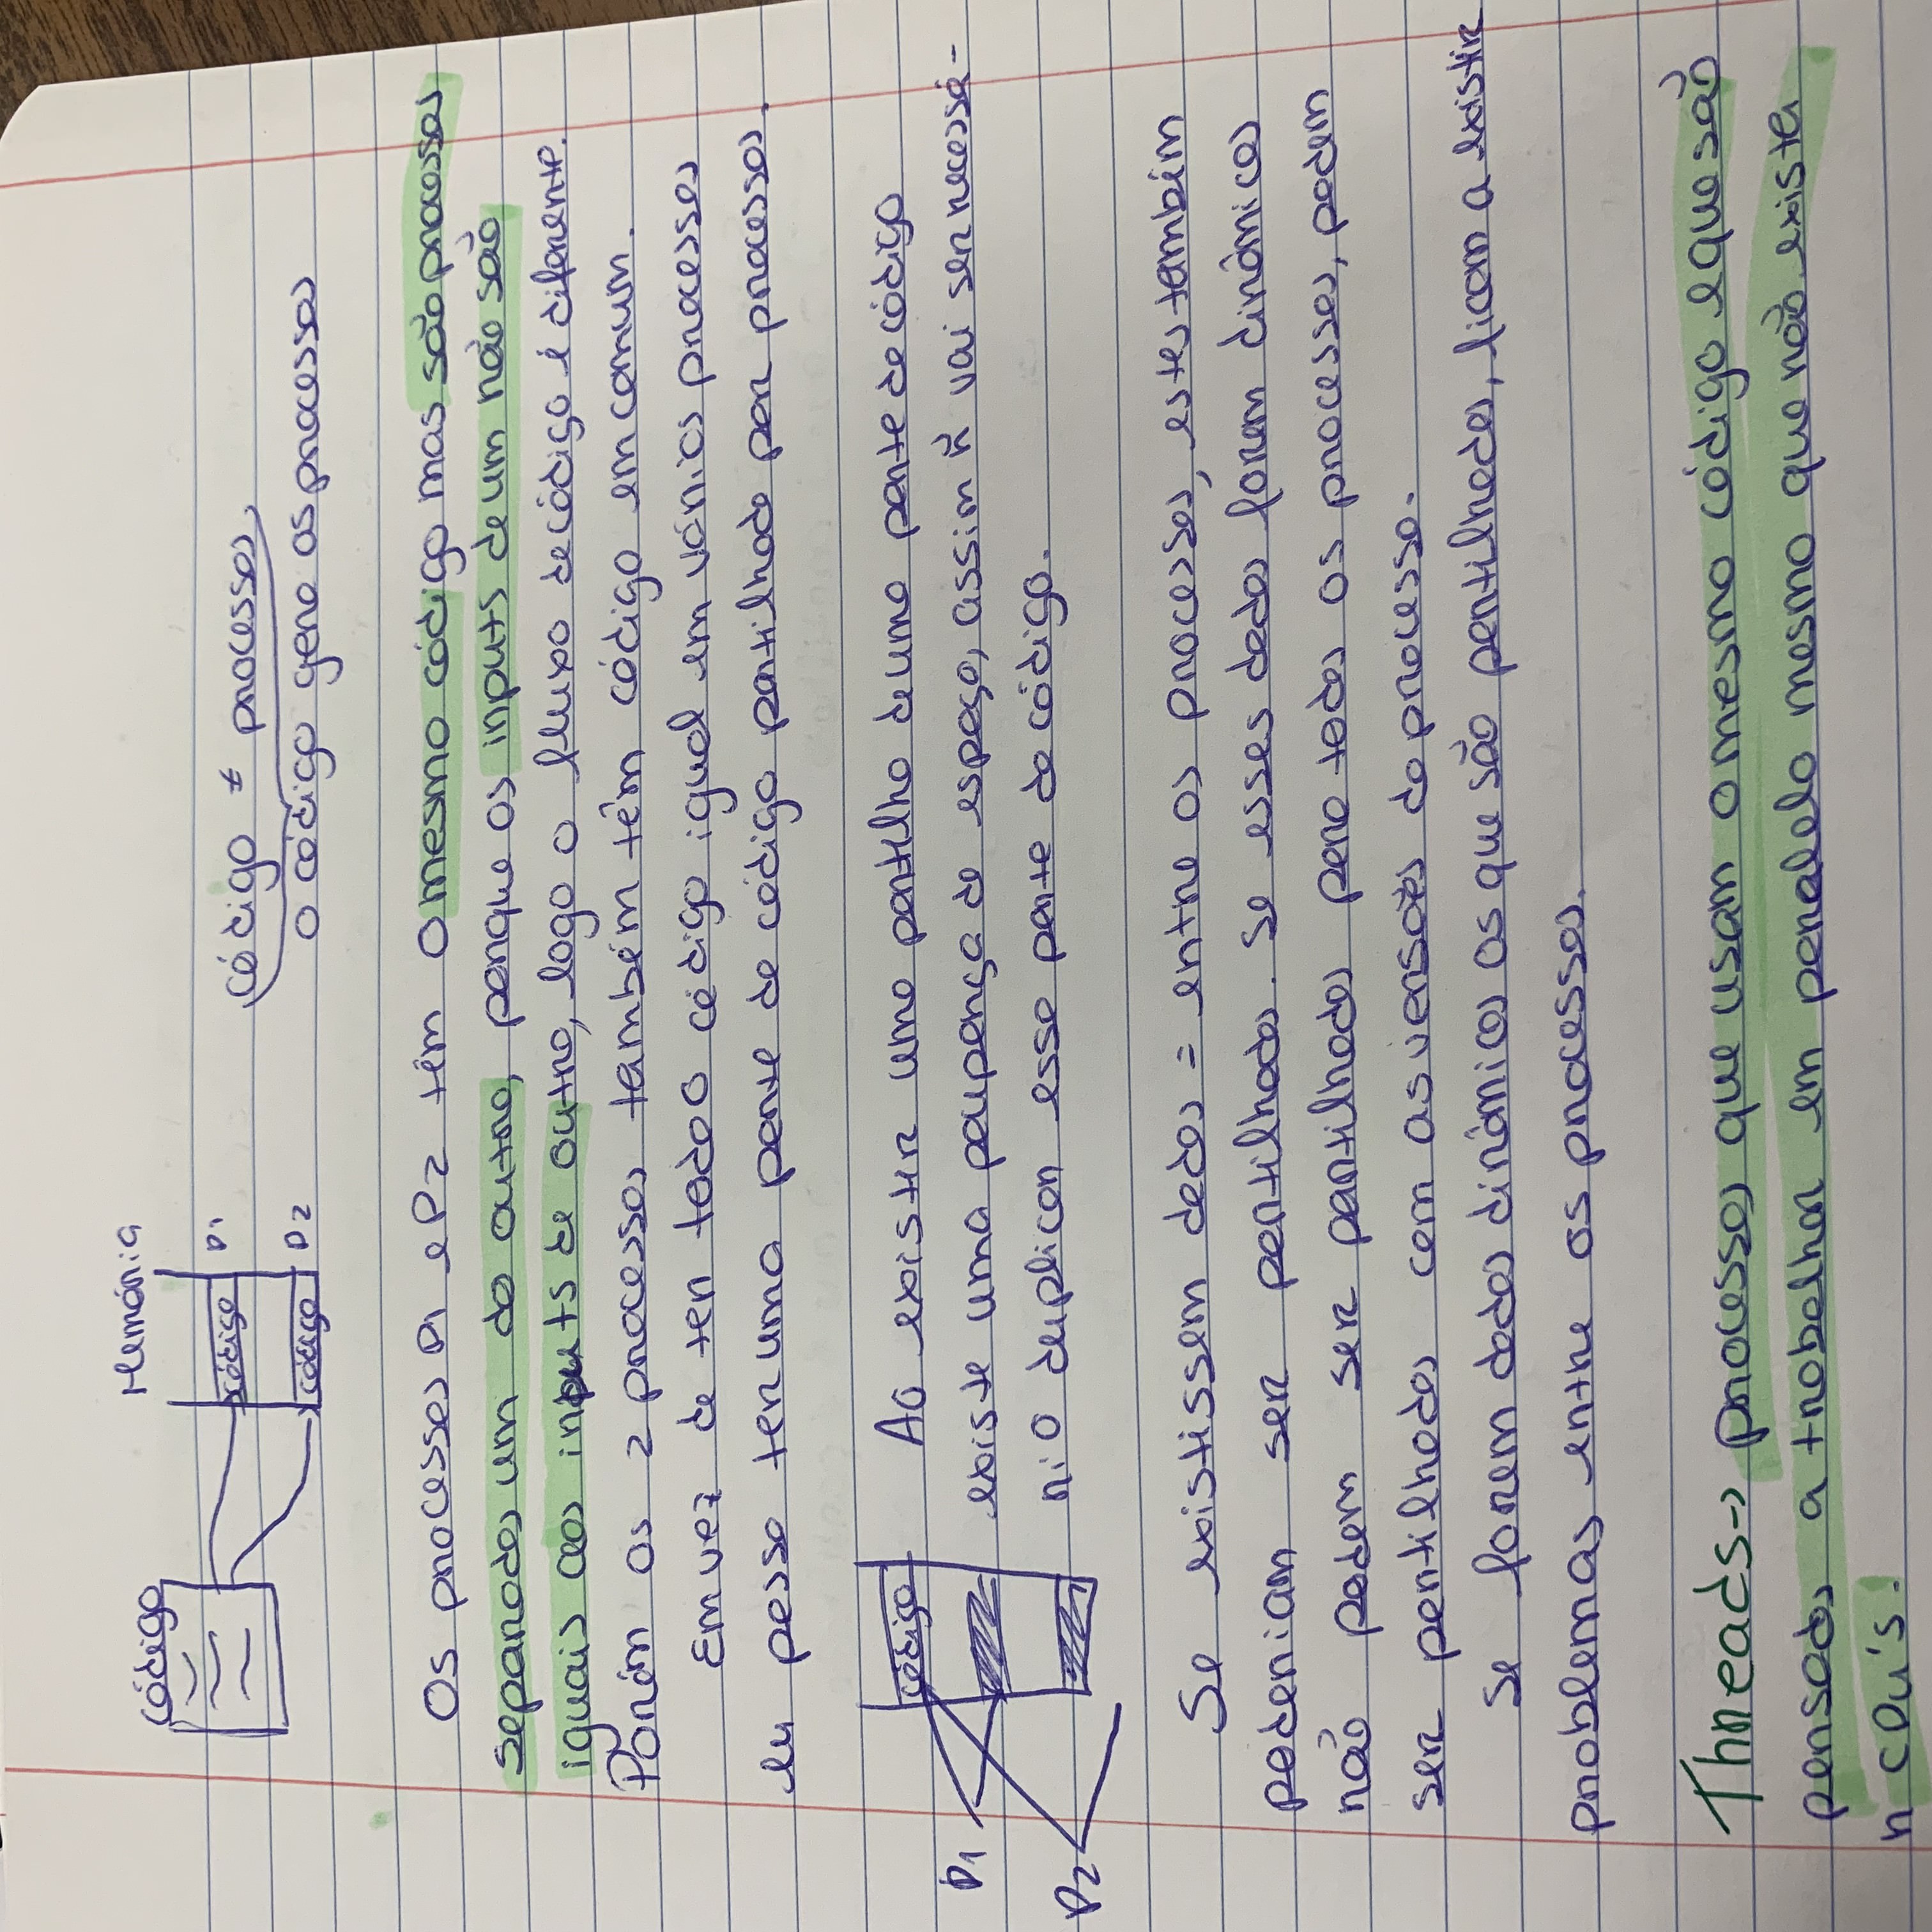 Código
Memória
código P1
código P2
código ≠ processos
o código gera os processos
Os processos P1 e P2 têm o mesmo código mas são processos
separados um do outro, porque os inputs de um não são
iguais aos inputs de outro, logo o fluxo de código é diferente.
Porém os 2 processos também têm código em comum.
Em vez de ter todo o código igual em vários processos
eu posso ter uma parte de código partilhado por processos.
código
P1
P2
Ao existir uma partilha de uma parte de código
existe uma poupança de espaço, assim ñ vai ser necessá-
rio duplicar essa parte do código.
Se existissem dados = entre os processos, estes também
poderiam ser partilhados. Se esses dados forem dinâmicos
não podem ser partilhados para todos os processos, podem
ser partilhados com as versões do processo.
Se forem dados dinâmicos os que são partilhados, ficam a existir
problemas entre os processos.
Threads-> processos que usam o mesmo código e que são
pensados a trabalhar em paralelo mesmo que não exista
n CPU's.